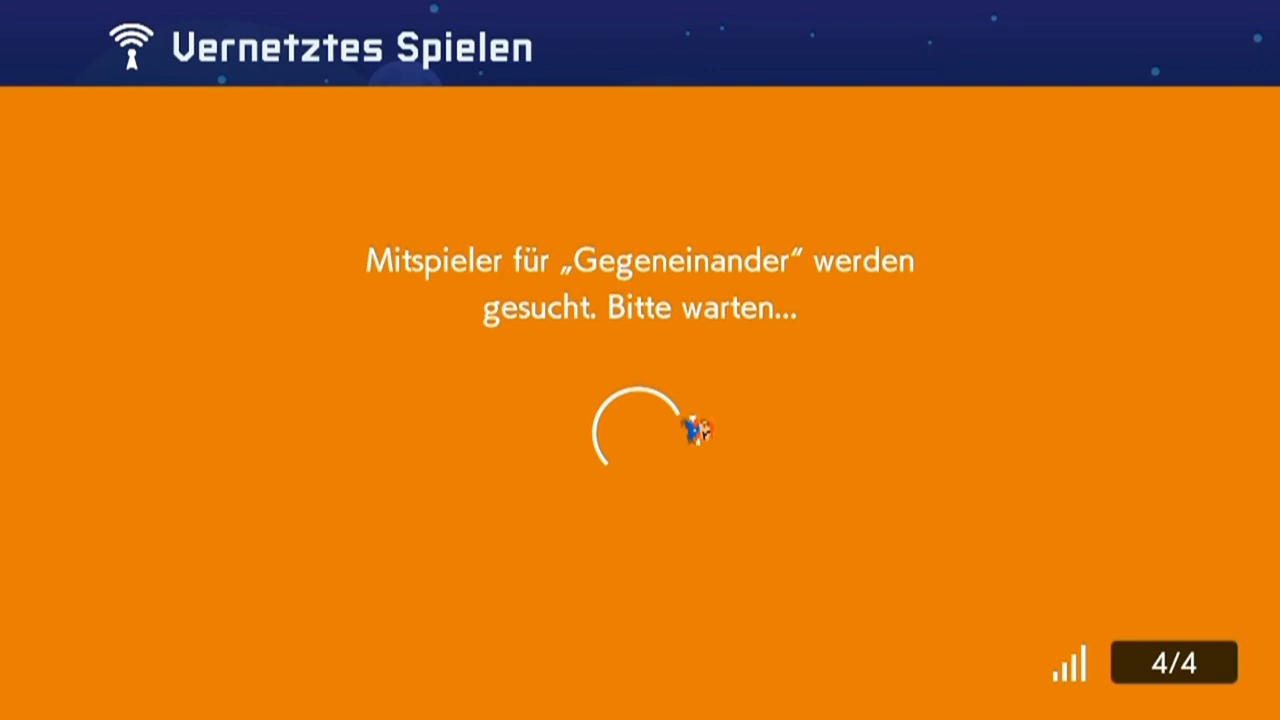 Vernetztes Spielen
Mitspieler für „Gegeneinander“ werden
gesucht. Bitte warten...
4/4